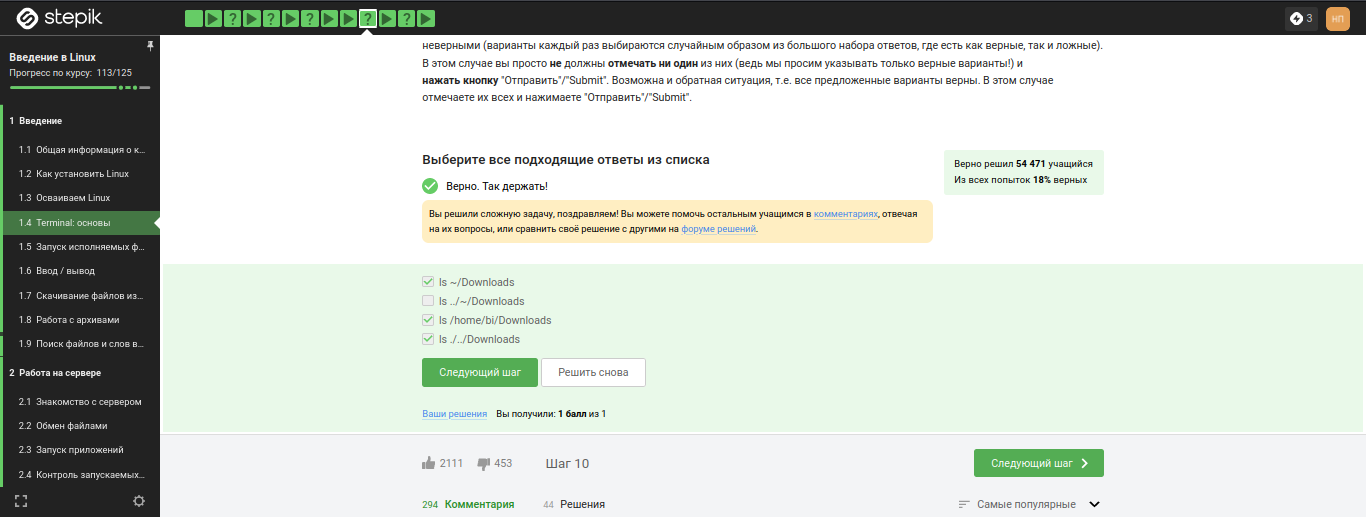 stepik
? ? ? ? ?
3
НП
Введение в Linux
Прогресс по курсу: 113/125
1 Введение
1.1 Общая информация о к...
1.2 Как установить Linux
1.3 Осваиваем Linux
1.4 Terminal: основы
1.5 Запуск исполняемых ф...
1.6 Ввод / вывод
1.7 Скачивание файлов из...
1.8 Работа с архивами
1.9 Поиск файлов и слов в...
2 Работа на сервере
2.1 Знакомство с сервером
2.2 Обмен файлами
2.3 Запуск приложений
2.4 Контроль запускаемых...
неверными (варианты каждый раз выбираются случайным образом из большого набора ответов, где есть как верные, так и ложные).
В этом случае вы просто не должны отмечать ни один из них (ведь мы просим указывать только верные варианты!) и
нажать кнопку "Отправить"/"Submit". Возможна и обратная ситуация, т.е. все предложенные варианты верны. В этом случае
отмечаете их всех и нажимаете "Отправить"/"Submit".
Выберите все подходящие ответы из списка
Верно решил 54 471 учащийся
Из всех попыток 18% верных
Верно. Так держать!
Вы решили сложную задачу, поздравляем! Вы можете помочь остальным учащимся в комментариях, отвечая
на их вопросы, или сравнить своё решение с другими на форуме решений.
ls ~/Downloads
ls ../~/Downloads
ls /home/bi/Downloads
ls ./../Downloads
Следующий шаг
Решить снова
Ваши решения Вы получили: 1 балл из 1
2111
453
Шаг 10
Следующий шаг
294 Комментария
44 Решения
Самые популярные